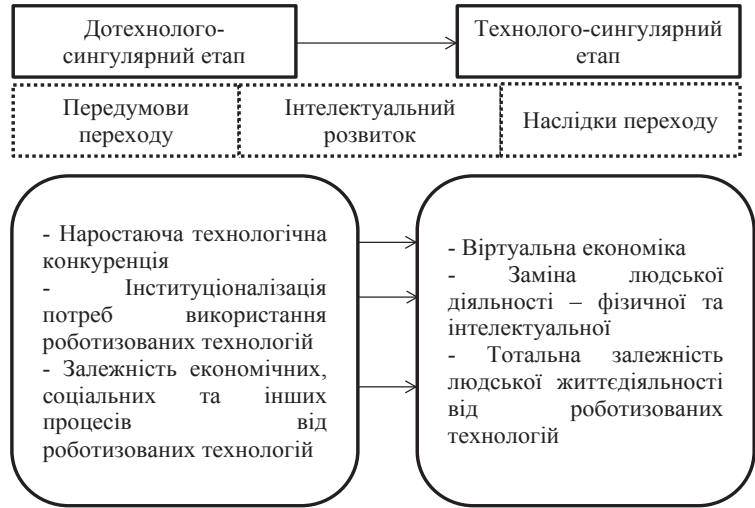 Дотехнолого-
сингулярний етап
Технолого-сингулярний
етап
Передумови
переходу
Інтелектуальний
розвиток
Наслідки переходу
- Наростаюча технологічна
конкуренція
- Інституціоналізація
потреб використання
роботизованих технологій
- Залежність економічних,
соціальних та інших
процесів від
роботизованих технологій
- Віртуальна економіка
- Заміна людської
діяльності – фізичної та
інтелектуальної
- Тотальна залежність
людської життєдіяльності
від роботизованих
технологій